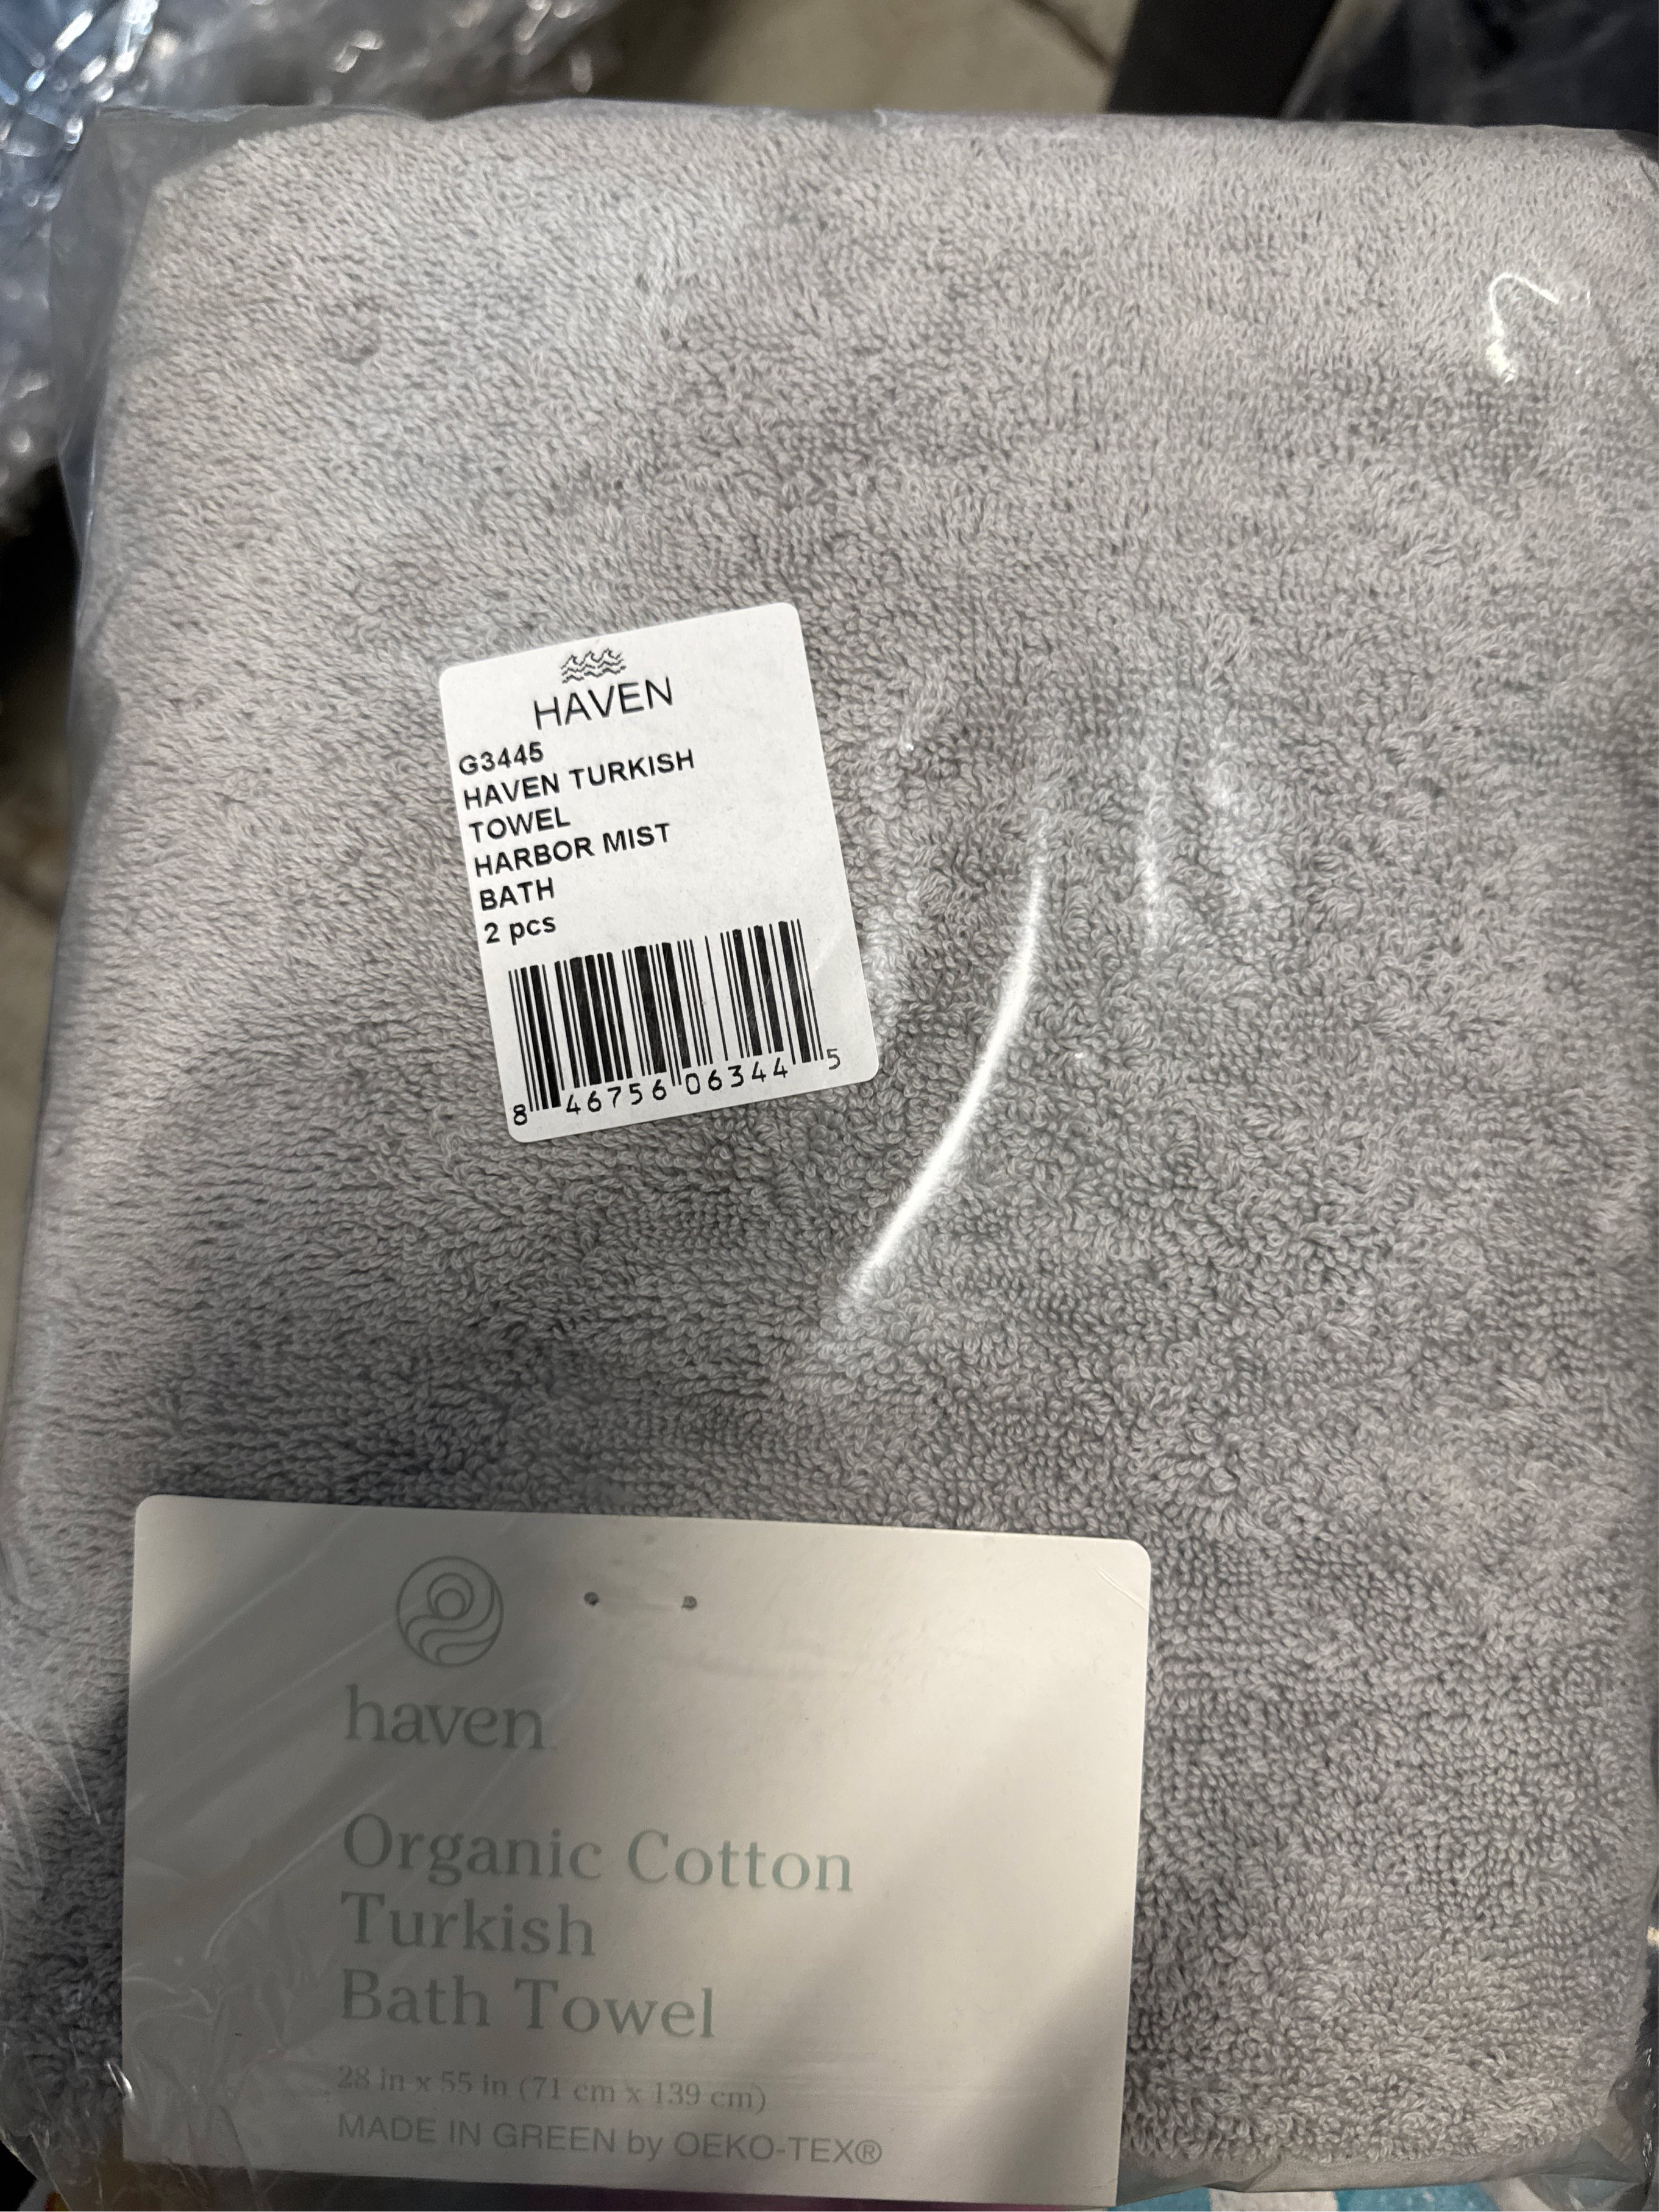 HAVEN
G3445
HAVEN TURKISH
TOWEL
HARBOR MIST
BATH
2 pcs
8 46756 06344 5
haven
Organic Cotton
Turkish
Bath Towel
28 in x 55 in (71 cm x 139 cm)
MADE IN GREEN by OEKO-TEX®